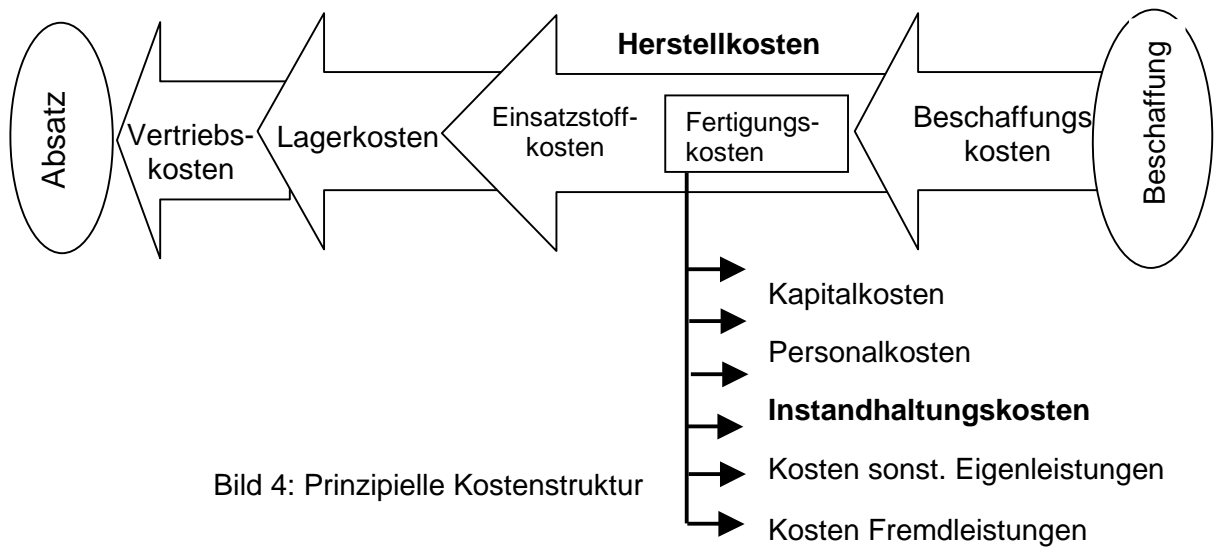 Herstellkosten
Absatz
Vertriebs-
kosten
Lagerkosten
Einsatzstoff-
kosten
Fertigungs-
kosten
Beschaffungs
kosten
Beschaffung
Kapitalkosten
Personalkosten
Instandhaltungskosten
Kosten sonst. Eigenleistungen
Kosten Fremdleistungen
Bild 4: Prinzipielle Kostenstruktur